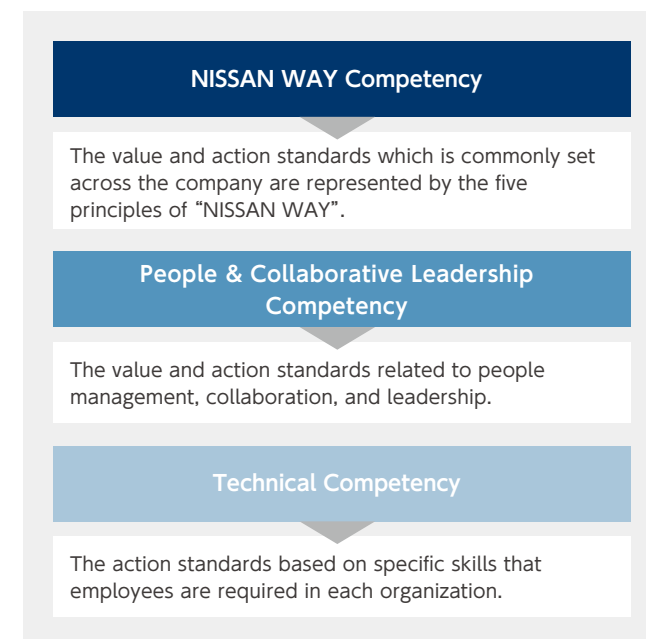 NISSAN WAY Competency
The value and action standards which is commonly set
across the company are represented by the five
principles of “NISSAN WAY”.
People & Collaborative Leadership
Competency
The value and action standards related to people
management, collaboration, and leadership.
Technical Competency
The action standards based on specific skills that
employees are required in each organization.